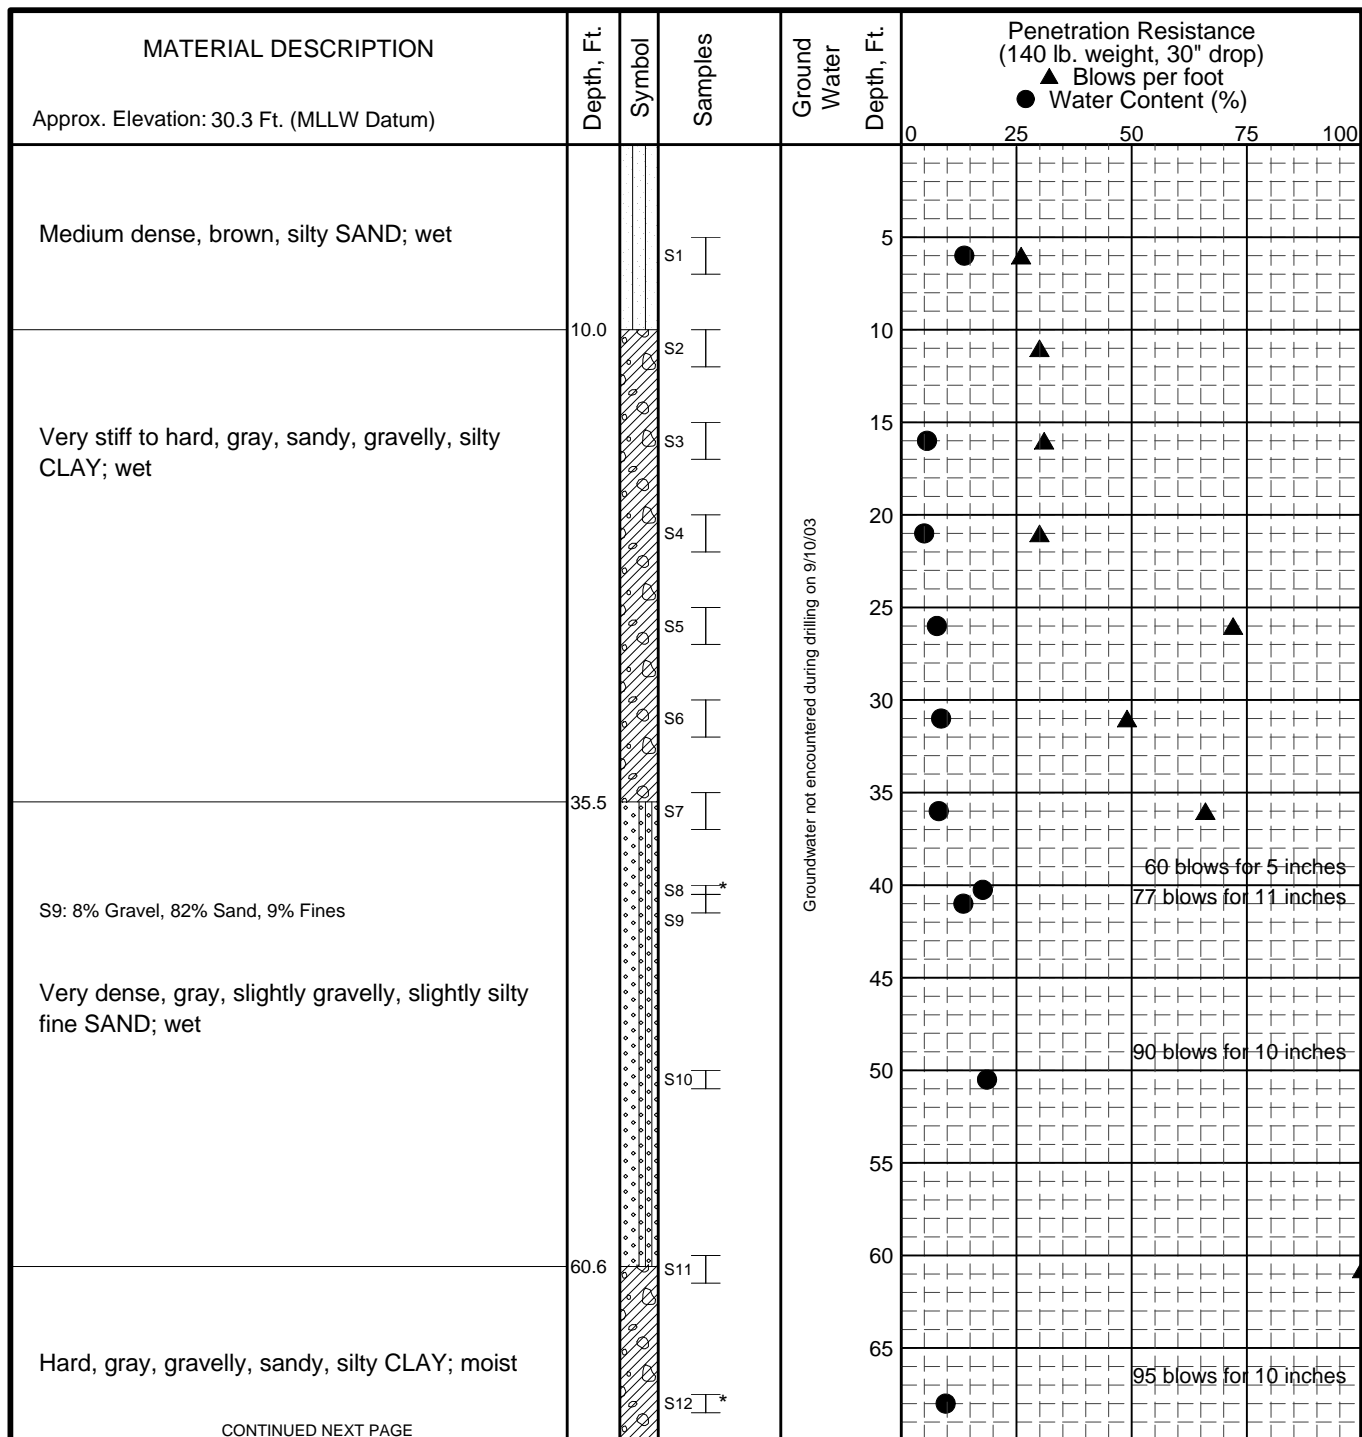 MATERIAL DESCRIPTION
Approx. Elevation: 30.3 Ft. (MLLW Datum)
Depth, Ft.
Symbol
Samples
Ground
Water
Depth, Ft.
Penetration Resistance
(140 lb. weight, 30" drop)
▲ Blows per foot
● Water Content (%)
0 25 50 75 100
Medium dense, brown, silty SAND; wet
S1
5
10.0
10
S2
Very stiff to hard, gray, sandy, gravelly, silty
CLAY; wet
S3
15
S4
20
S5
25
S6
30
Groundwater not encountered during drilling on 9/10/03
35.5
S7
35
60 blows for 5 inches
S8 *
40
77 blows for 11 inches
S9: 8% Gravel, 82% Sand, 9% Fines
S9
45
Very dense, gray, slightly gravelly, slightly silty
fine SAND; wet
90 blows for 10 inches
S10
50
55
60
60.6
S11
65
Hard, gray, gravelly, sandy, silty CLAY; moist
95 blows for 10 inches
S12 *
CONTINUED NEXT PAGE